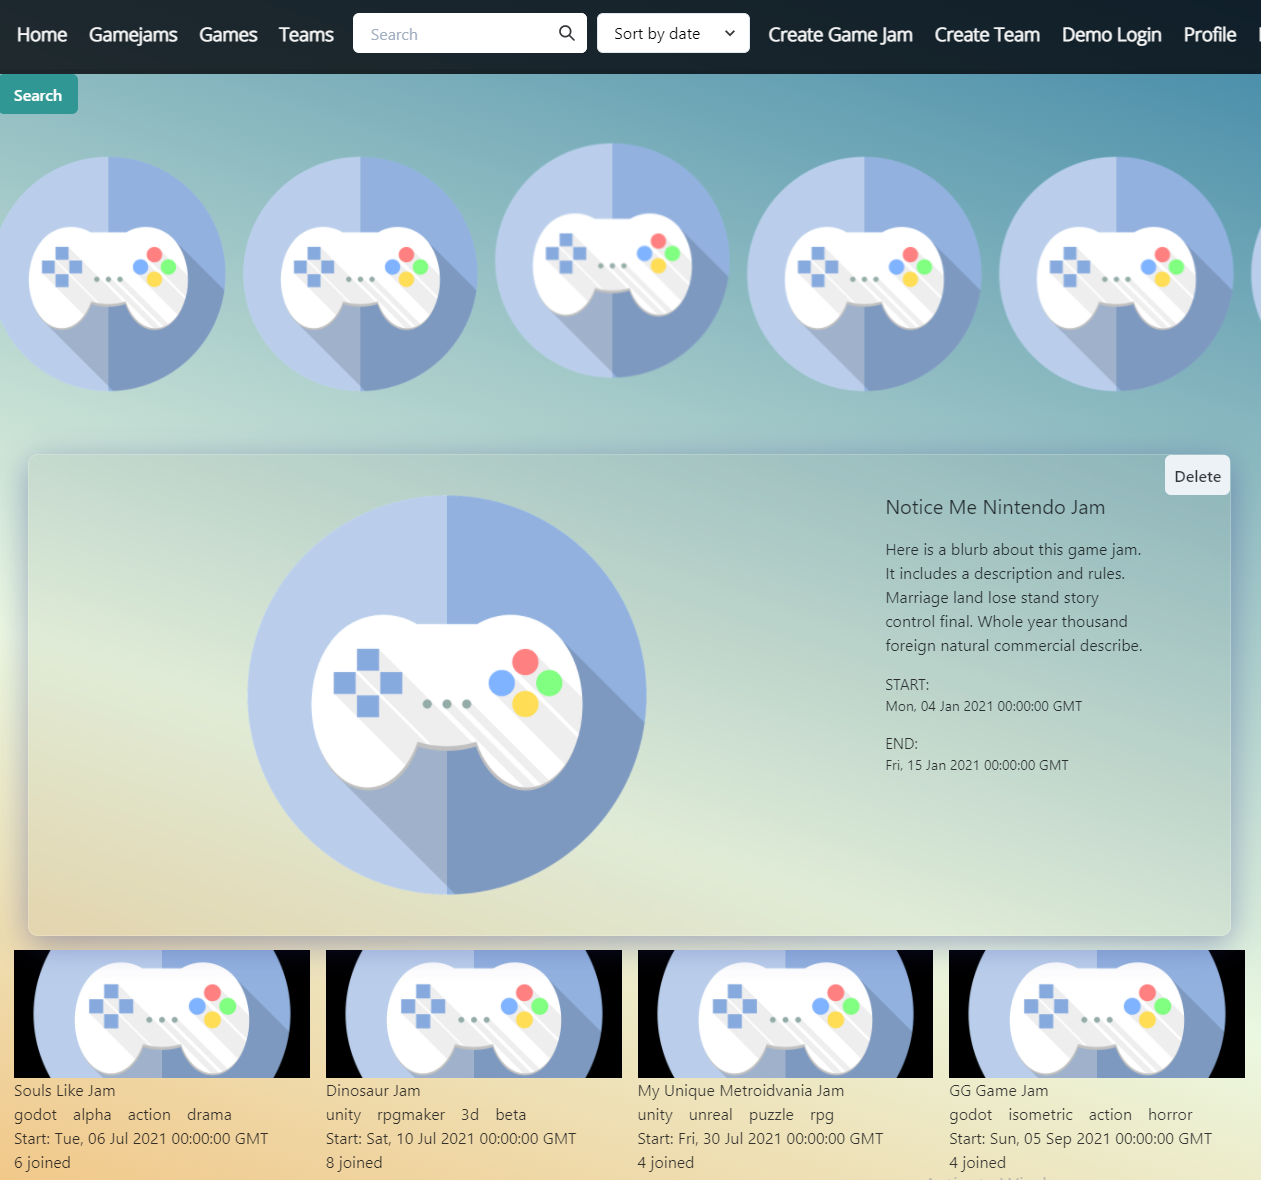 Home Gamejams Games Teams Search Sort by date Create Game Jam Create Team Demo Login Profile
Search
Delete
Notice Me Nintendo Jam
Here is a blurb about this game jam.
It includes a description and rules.
Marriage land lose stand story
control final. Whole year thousand
foreign natural commercial describe.
START:
Mon, 04 Jan 2021 00:00:00 GMT
END:
Fri, 15 Jan 2021 00:00:00 GMT
Souls Like Jam
godot alpha action drama
Start: Tue, 06 Jul 2021 00:00:00 GMT
6 joined
Dinosaur Jam
unity rpgmaker 3d beta
Start: Sat, 10 Jul 2021 00:00:00 GMT
8 joined
My Unique Metroidvania Jam
unity unreal puzzle rpg
Start: Fri, 30 Jul 2021 00:00:00 GMT
4 joined
GG Game Jam
godot isometric action horror
Start: Sun, 05 Sep 2021 00:00:00 GMT
4 joined